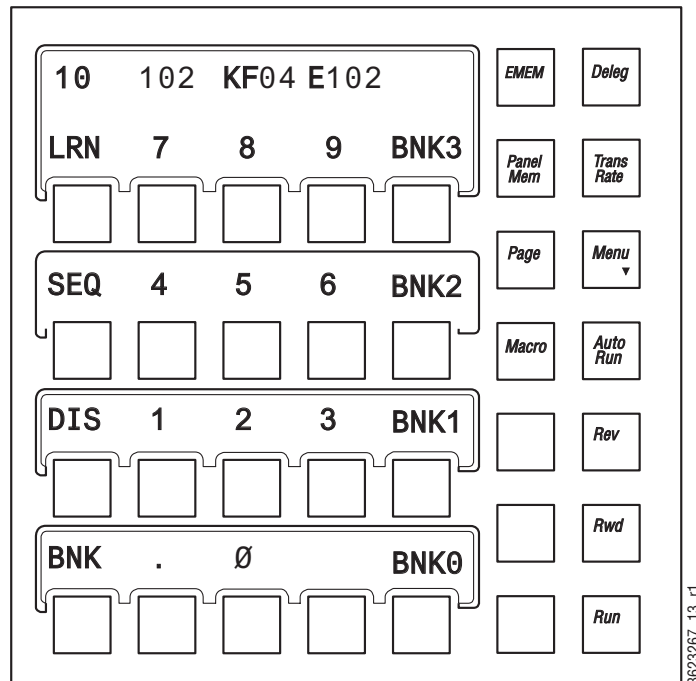 10 102 KF04 E102
LRN 7 8 9 BNK3
SEQ 4 5 6 BNK2
DIS 1 2 3 BNK1
BNK . Ø BNK0
EMEM Deleg
Panel Mem Trans Rate
Page Menu ▼
Macro Auto Run
Rev
Rwd
Run
8623267_13_r1